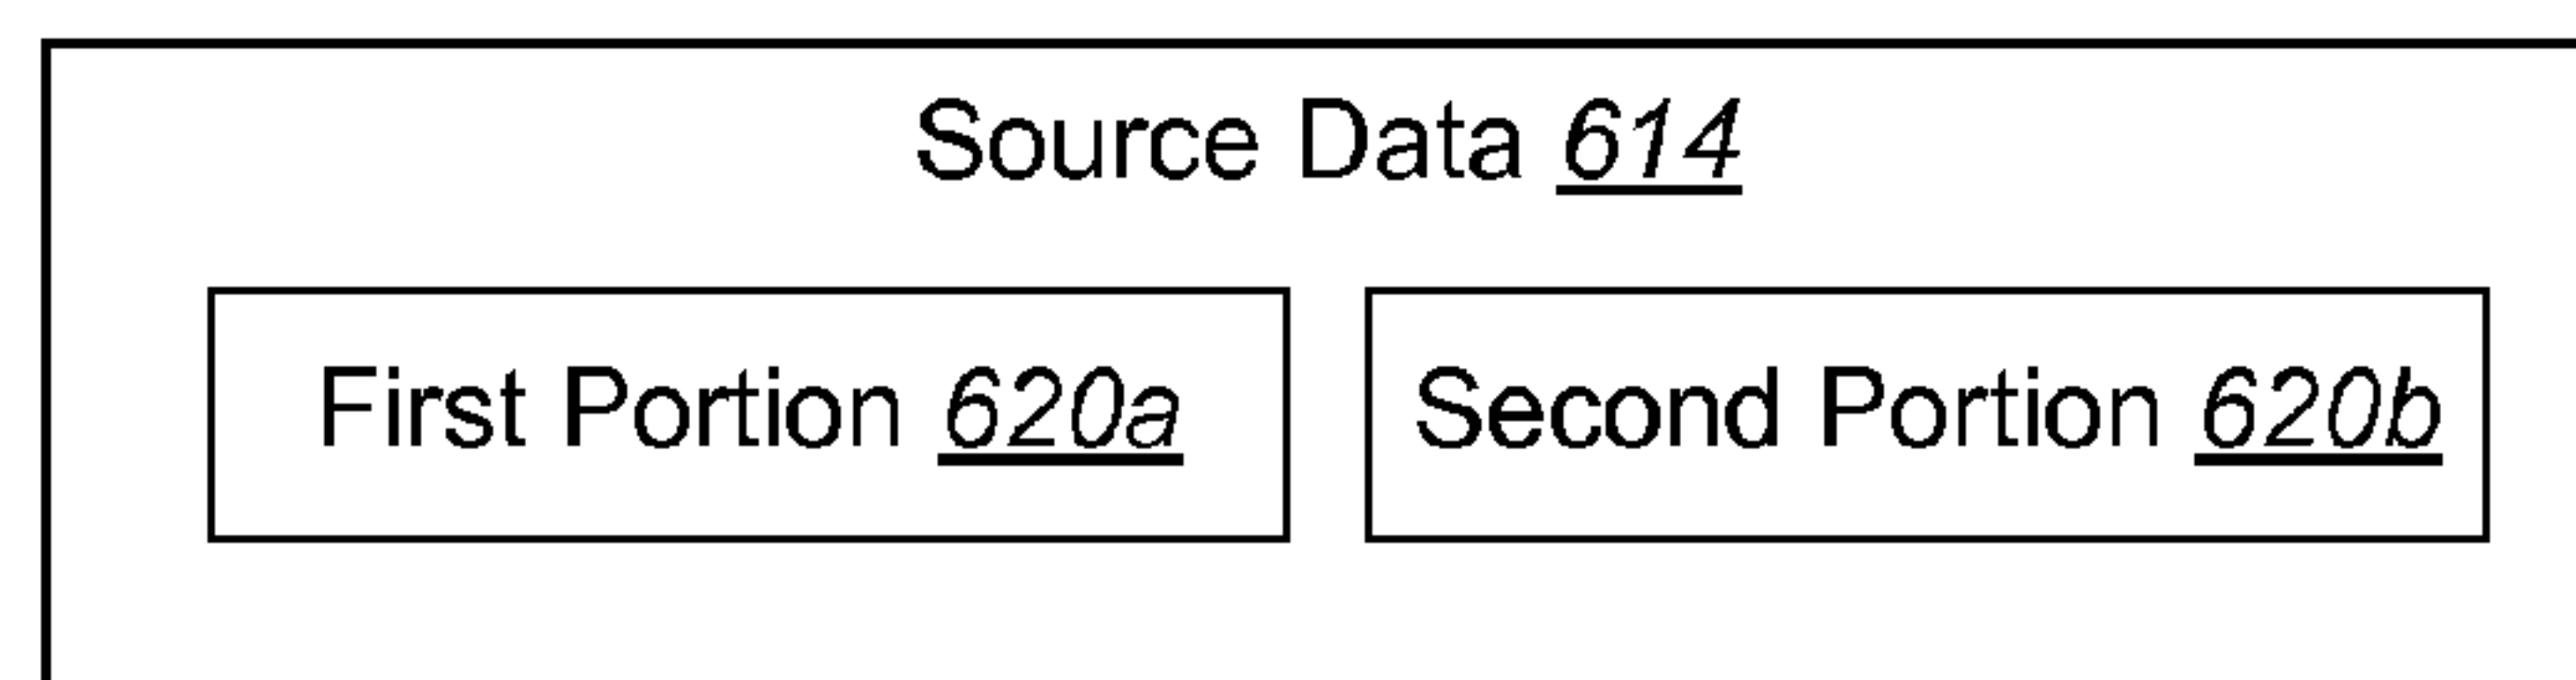 Source Data 614
First Portion 620a
Second Portion 620b